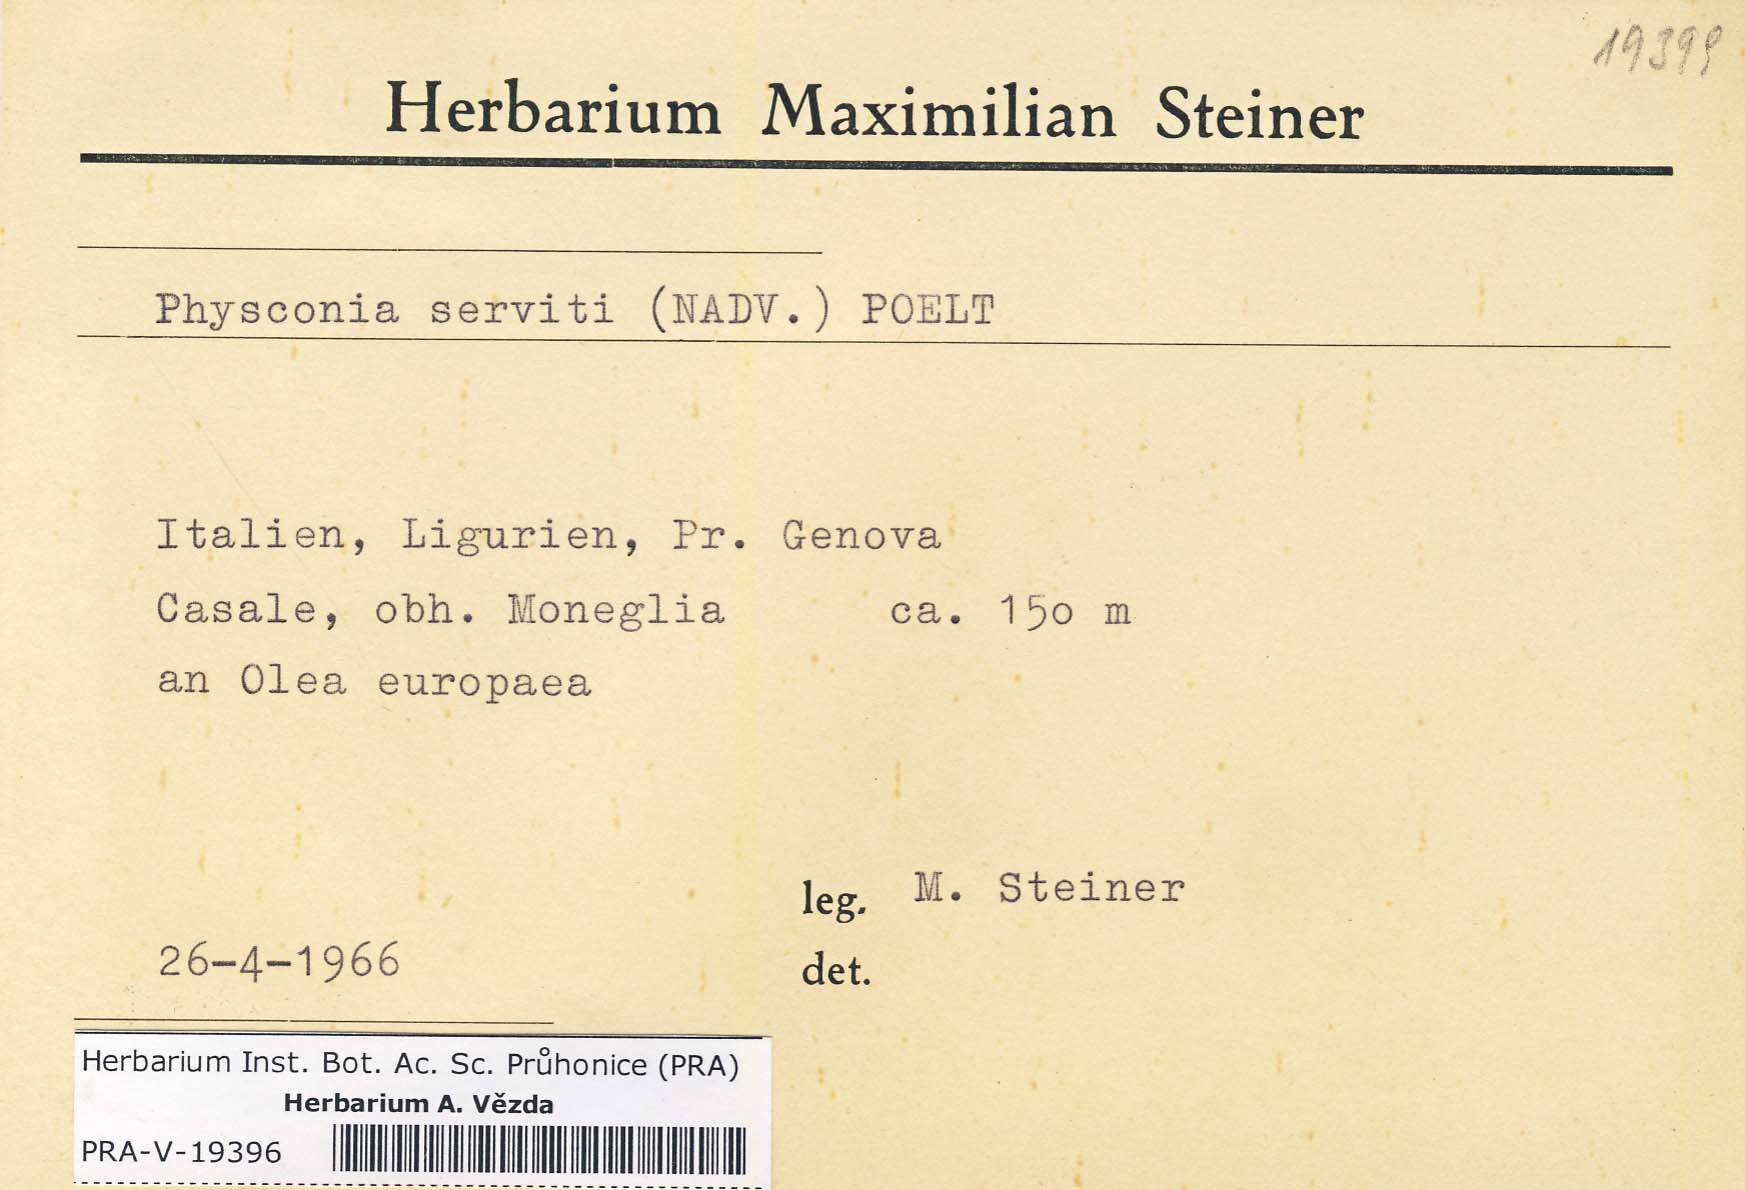 19399
Herbarium Maximilian Steiner
Physconia serviti (NADV.) POELT
Italien, Ligurien, Pr. Genova
Casale, obh. Moneglia ca. 150 m
an Olea europaea
leg. M. Steiner
26-4-1966
det.
Herbarium Inst. Bot. Ac. Sc. Průhonice (PRA)
Herbarium A. Vězda
PRA-V-19396